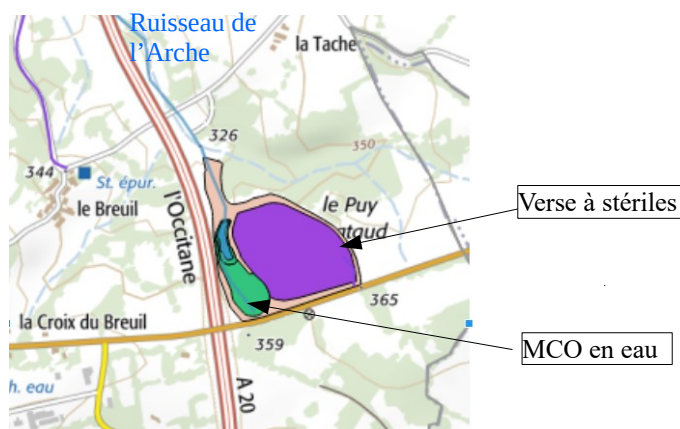 Ruisseau de
l'Arche
la Tache
326
350
344
St. épur.
le Breuil
l'Occitane
le Puy
Verse à stériles
365
la Croix du Breuil
359
MCO en eau
A 20
h. eau